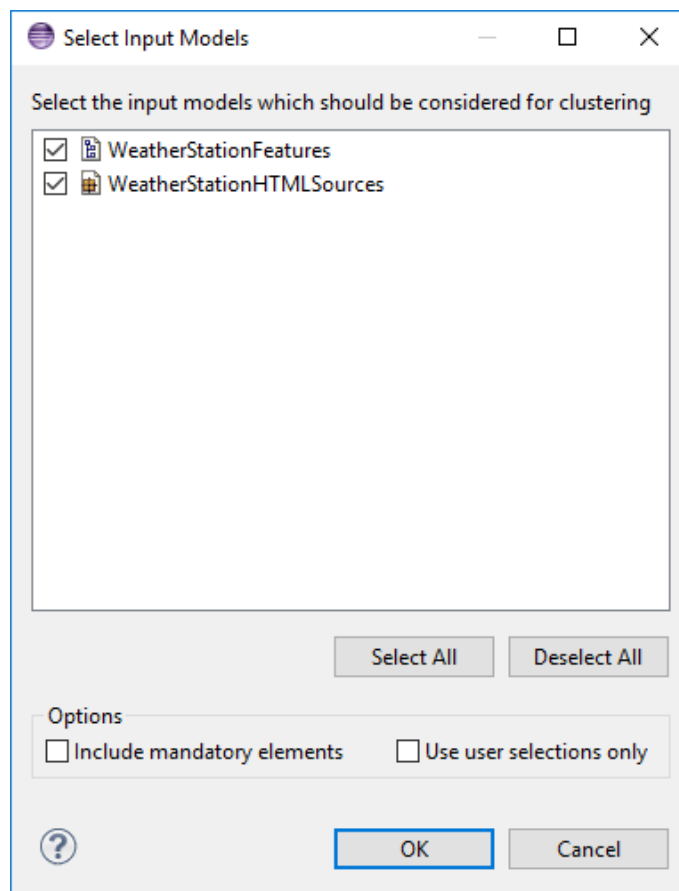 Select Input Models
Select the input models which should be considered for clustering
WeatherStationFeatures
WeatherStationHTMLSources
Select All Deselect All
Options
Include mandatory elements Use user selections only
? OK Cancel